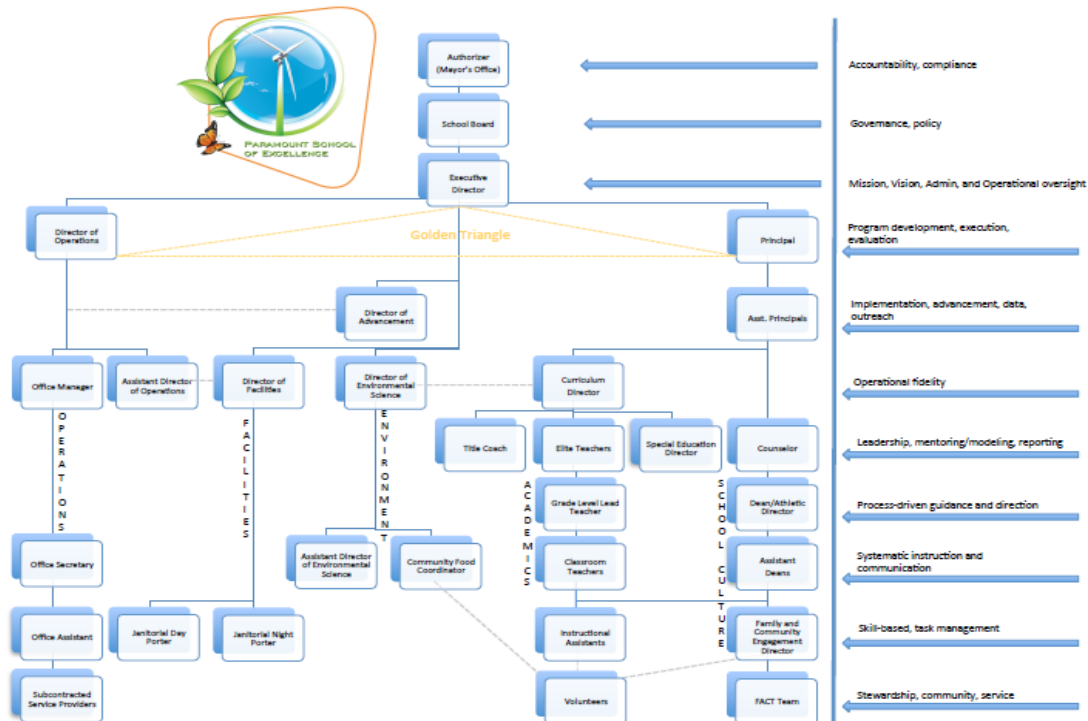 PARAMOUNT SCHOOL
OF EXCELLENCE
Authorizer
(Mayor's Office)
Accountability, compliance
School Board
Governance, policy
Executive
Director
Mission, Vision, Admin, and Operational oversight
Director of
Operations
Golden Triangle
Principal
Program development, execution,
evaluation
Director of
Advancement
Asst. Principals
Implementation, advancement, data,
outreach
Office Manager
Assistant Director
of Operations
Director of
Facilities
Director of
Environmental
Science
Curriculum
Director
Operational fidelity
OPERATIONS
FACILITIES
ENVIRONMENT
Title Coach
Elite Teachers
Special Education
Director
Counselor
Leadership, mentoring/modeling, reporting
ACADEMICS
SCHOOL CULTURE
Grade Level Lead
Teacher
Dean/Athletic
Director
Process-driven guidance and direction
Office Secretary
Assistant Director
of Environmental
Science
Community Food
Coordinator
Classroom
Teachers
Assistant
Deans
Systematic instruction and
communication
Office Assistant
Janitorial Day
Porter
Janitorial Night
Porter
Instructional
Assistants
Family and
Community
Engagement
Director
Skill-based, task management
Subcontracted
Service Providers
Volunteers
FACT Team
Stewardship, community, service